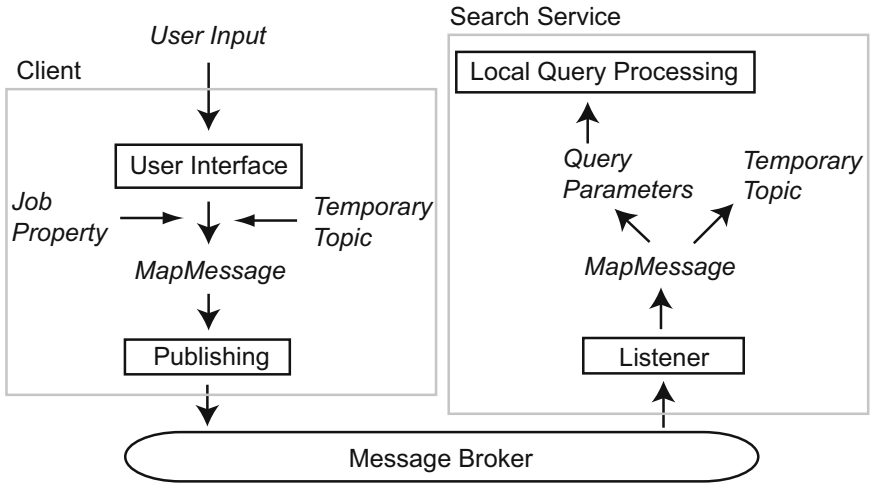 User Input
Client
User Interface
Job
Property
Temporary
Topic
MapMessage
Publishing
Search Service
Local Query Processing
Query
Parameters
Temporary
Topic
MapMessage
Listener
Message Broker